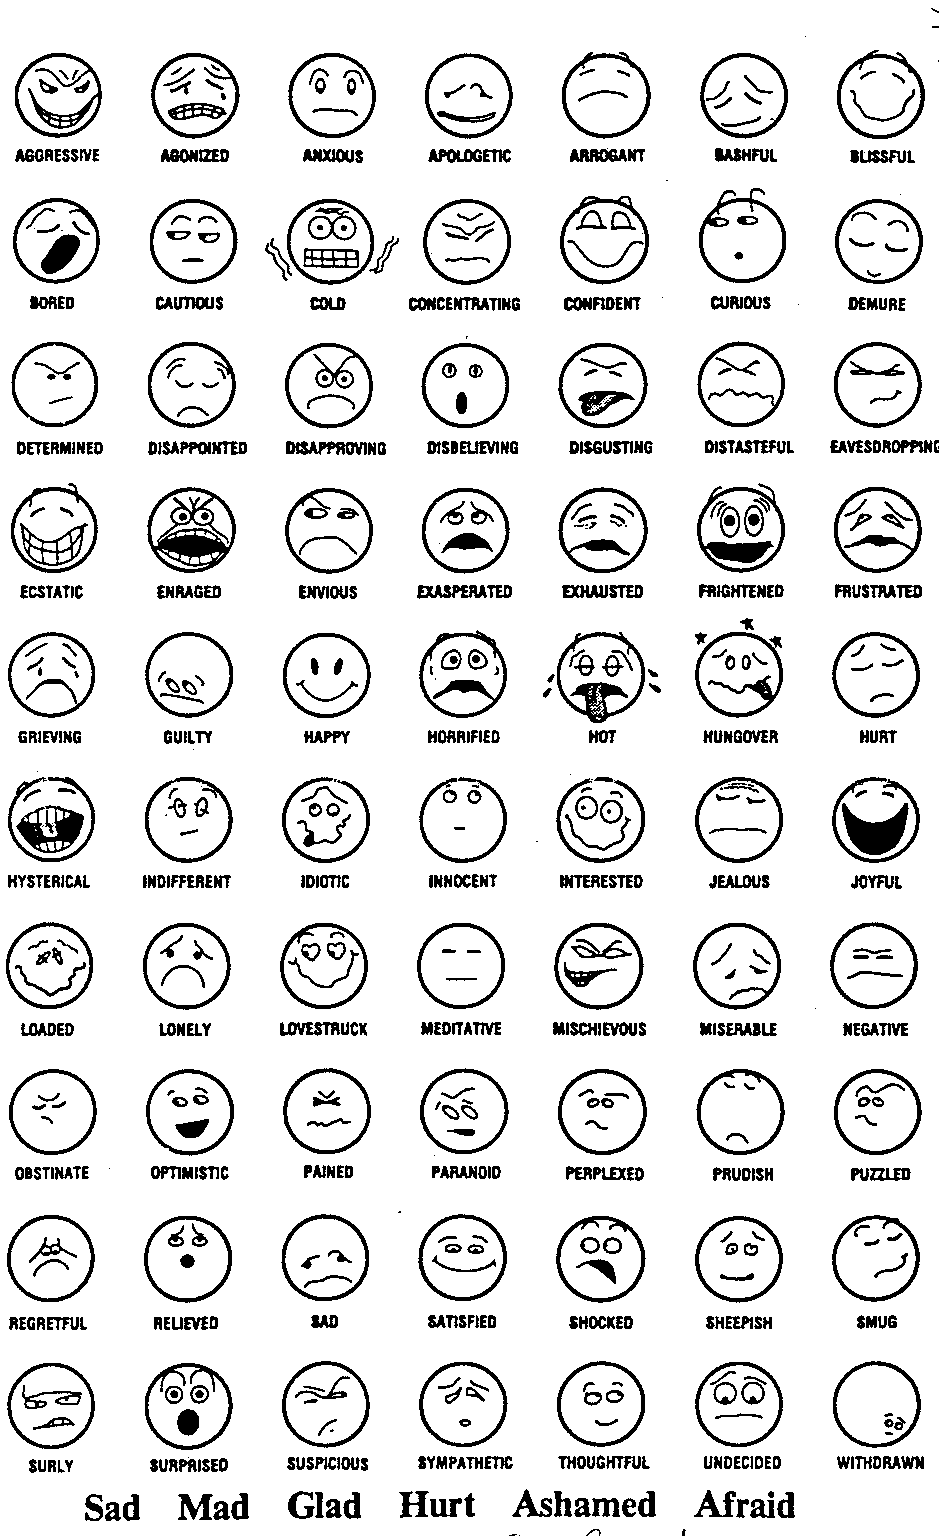 AGGRESSIVE AGONIZED ANXIOUS APOLOGETIC ARROGANT BASHFUL BLISSFUL
BORED CAUTIOUS COLD CONCENTRATING CONFIDENT CURIOUS DEMURE
DETERMINED DISAPPOINTED DISAPPROVING DISBELIEVING DISGUSTING DISTASTEFUL EAVESDROPPING
ECSTATIC ENRAGED ENVIOUS EXASPERATED EXHAUSTED FRIGHTENED FRUSTRATED
GRIEVING GUILTY HAPPY HORRIFIED HOT HUNGOVER HURT
HYSTERICAL INDIFFERENT IDIOTIC INNOCENT INTERESTED JEALOUS JOYFUL
LOADED LONELY LOVESTRUCK MEDITATIVE MISCHIEVOUS MISERABLE NEGATIVE
OBSTINATE OPTIMISTIC PAINED PARANOID PERPLEXED PRUDISH PUZZLED
REGRETFUL RELIEVED SAD SATISFIED SHOCKED SHEEPISH SMUG
SURLY SURPRISED SUSPICIOUS SYMPATHETIC THOUGHTFUL UNDECIDED WITHDRAWN
Sad Mad Glad Hurt Ashamed Afraid